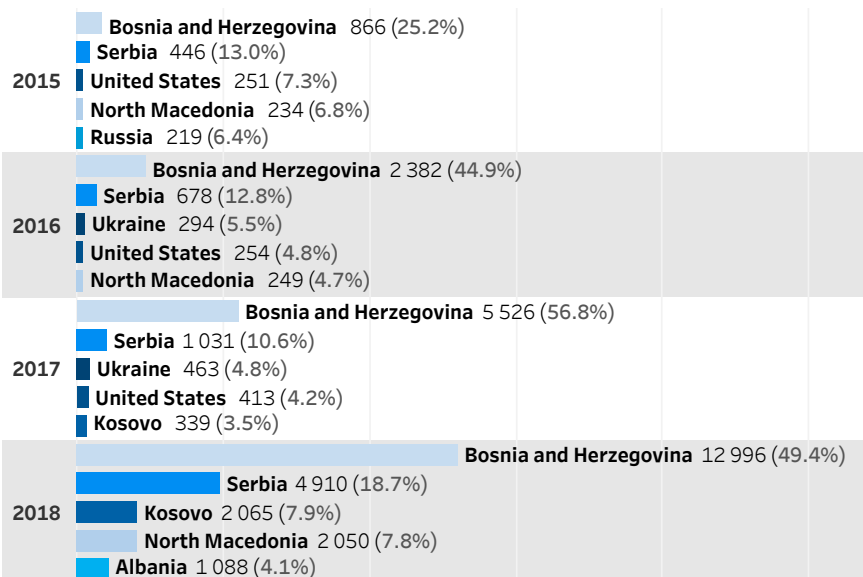 2015
Bosnia and Herzegovina 866 (25.2%)
Serbia 446 (13.0%)
United States 251 (7.3%)
North Macedonia 234 (6.8%)
Russia 219 (6.4%)
2016
Bosnia and Herzegovina 2 382 (44.9%)
Serbia 678 (12.8%)
Ukraine 294 (5.5%)
United States 254 (4.8%)
North Macedonia 249 (4.7%)
2017
Bosnia and Herzegovina 5 526 (56.8%)
Serbia 1 031 (10.6%)
Ukraine 463 (4.8%)
United States 413 (4.2%)
Kosovo 339 (3.5%)
2018
Bosnia and Herzegovina 12 996 (49.4%)
Serbia 4 910 (18.7%)
Kosovo 2 065 (7.9%)
North Macedonia 2 050 (7.8%)
Albania 1 088 (4.1%)